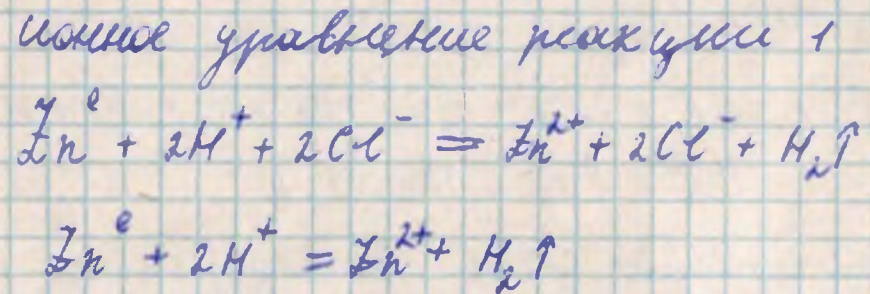 ионное уравнение реакции 1
Zn⁰ + 2H⁺ + 2Cl⁻ = Zn²⁺ + 2Cl⁻ + H₂↑
Zn⁰ + 2H⁺ = Zn²⁺ + H₂↑